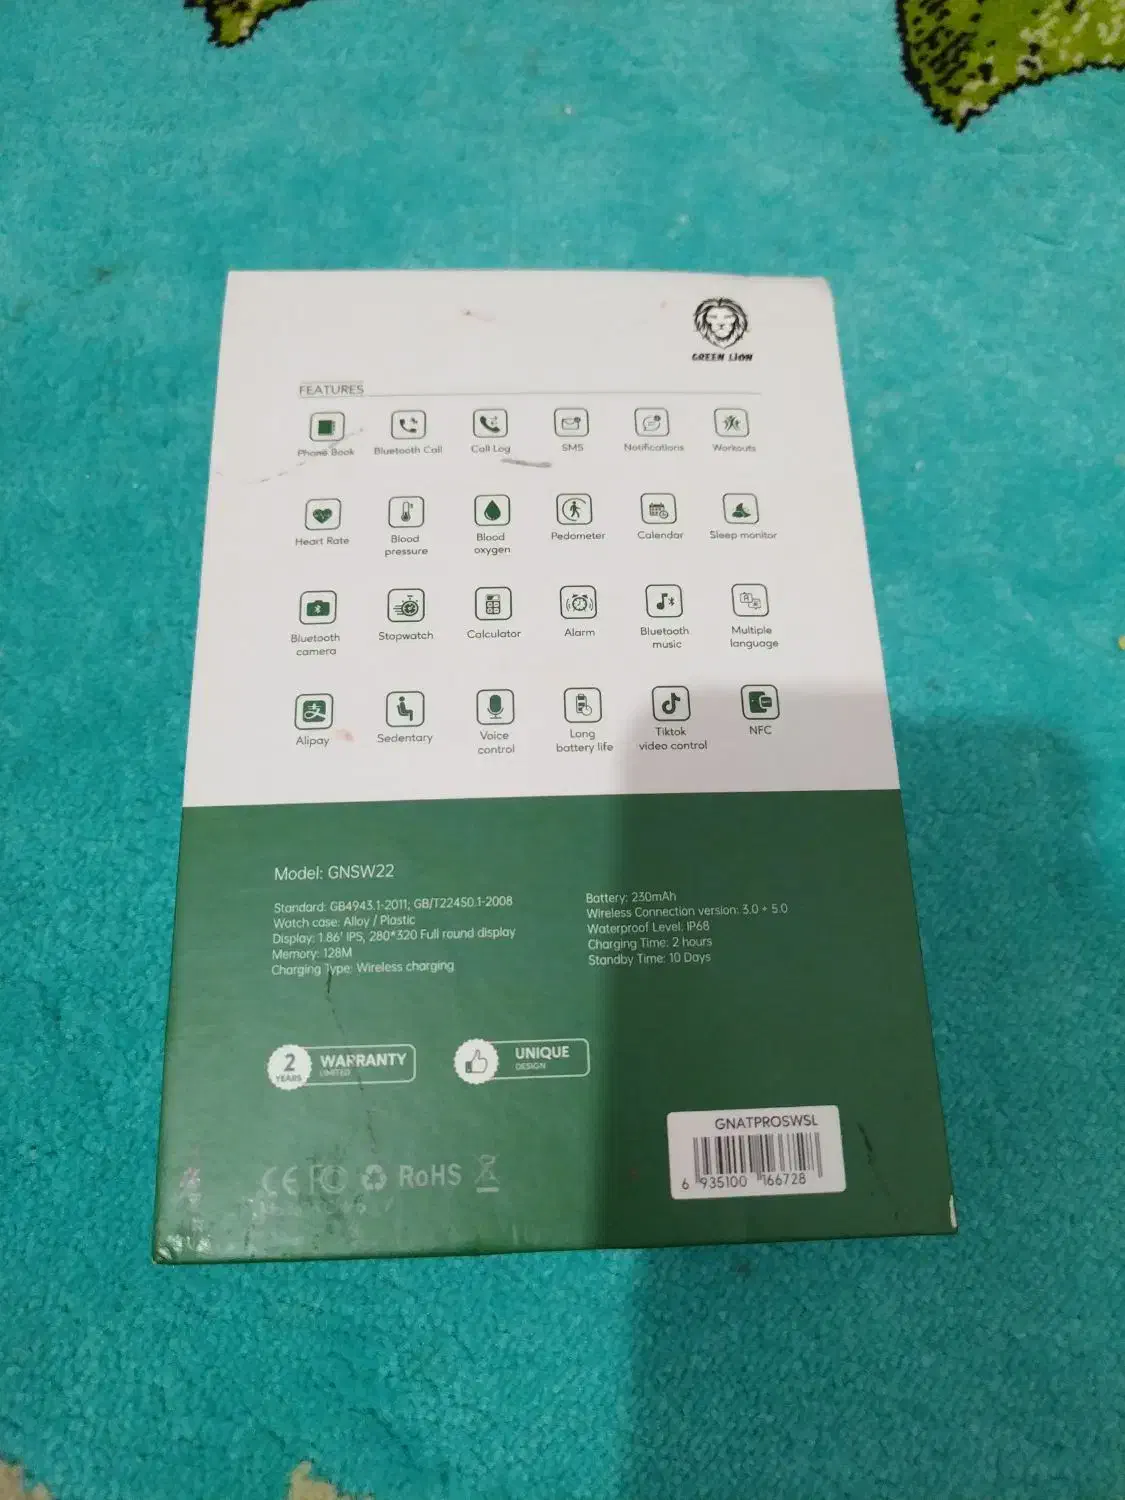 GREEN LION
FEATURES
Phone Book
Bluetooth Call
Call Log
SMS
Notifications
Workouts
Heart Rate
Blood
pressure
Blood
oxygen
Pedometer
Calendar
Sleep monitor
Bluetooth
camera
Stopwatch
Calculator
Alarm
Bluetooth
music
Multiple
language
Alipay
Sedentary
Voice
control
Long
battery life
Tiktok
video control
NFC
Model: GNSW22
Standard: GB4943.1-2011; GB/T22450.1-2008
Watch case: Alloy / Plastic
Display: 1.86' IPS, 280*320 Full round display
Memory: 128M
Charging Type: Wireless charging
Battery: 230mAh
Wireless Connection version: 3.0 + 5.0
Waterproof Level: IP68
Charging Time: 2 hours
Standby Time: 10 Days
2
YEARS
WARRANTY
LIMITED
UNIQUE
DESIGN
CE FC RoHS
GNATPROSWSL
6 935100 166728